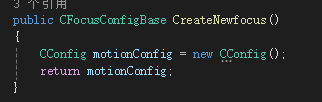 3 个引用
public CFocusConfigBase CreateNewfocus()
{
CConfig motionConfig = new CConfig();
return motionConfig;
}